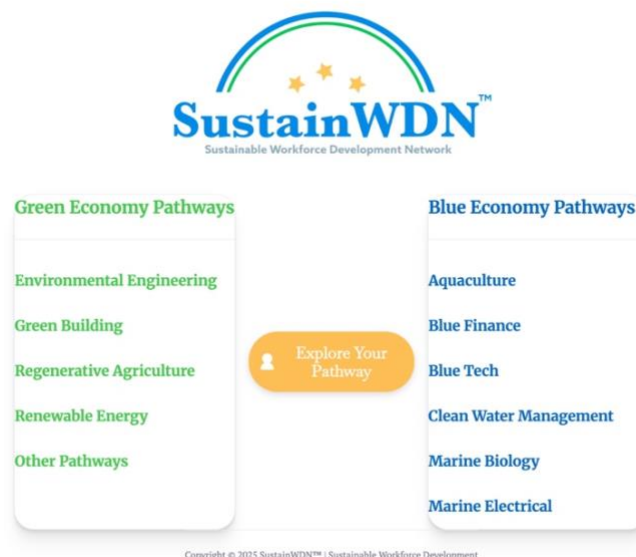 SustainWDN™
Sustainable Workforce Development Network
Green Economy Pathways
Environmental Engineering
Green Building
Regenerative Agriculture
Renewable Energy
Other Pathways
Explore Your
Pathway
Blue Economy Pathways
Aquaculture
Blue Finance
Blue Tech
Clean Water Management
Marine Biology
Marine Electrical
Copyright © 2025 SustainWDN™ | Sustainable Workforce Development